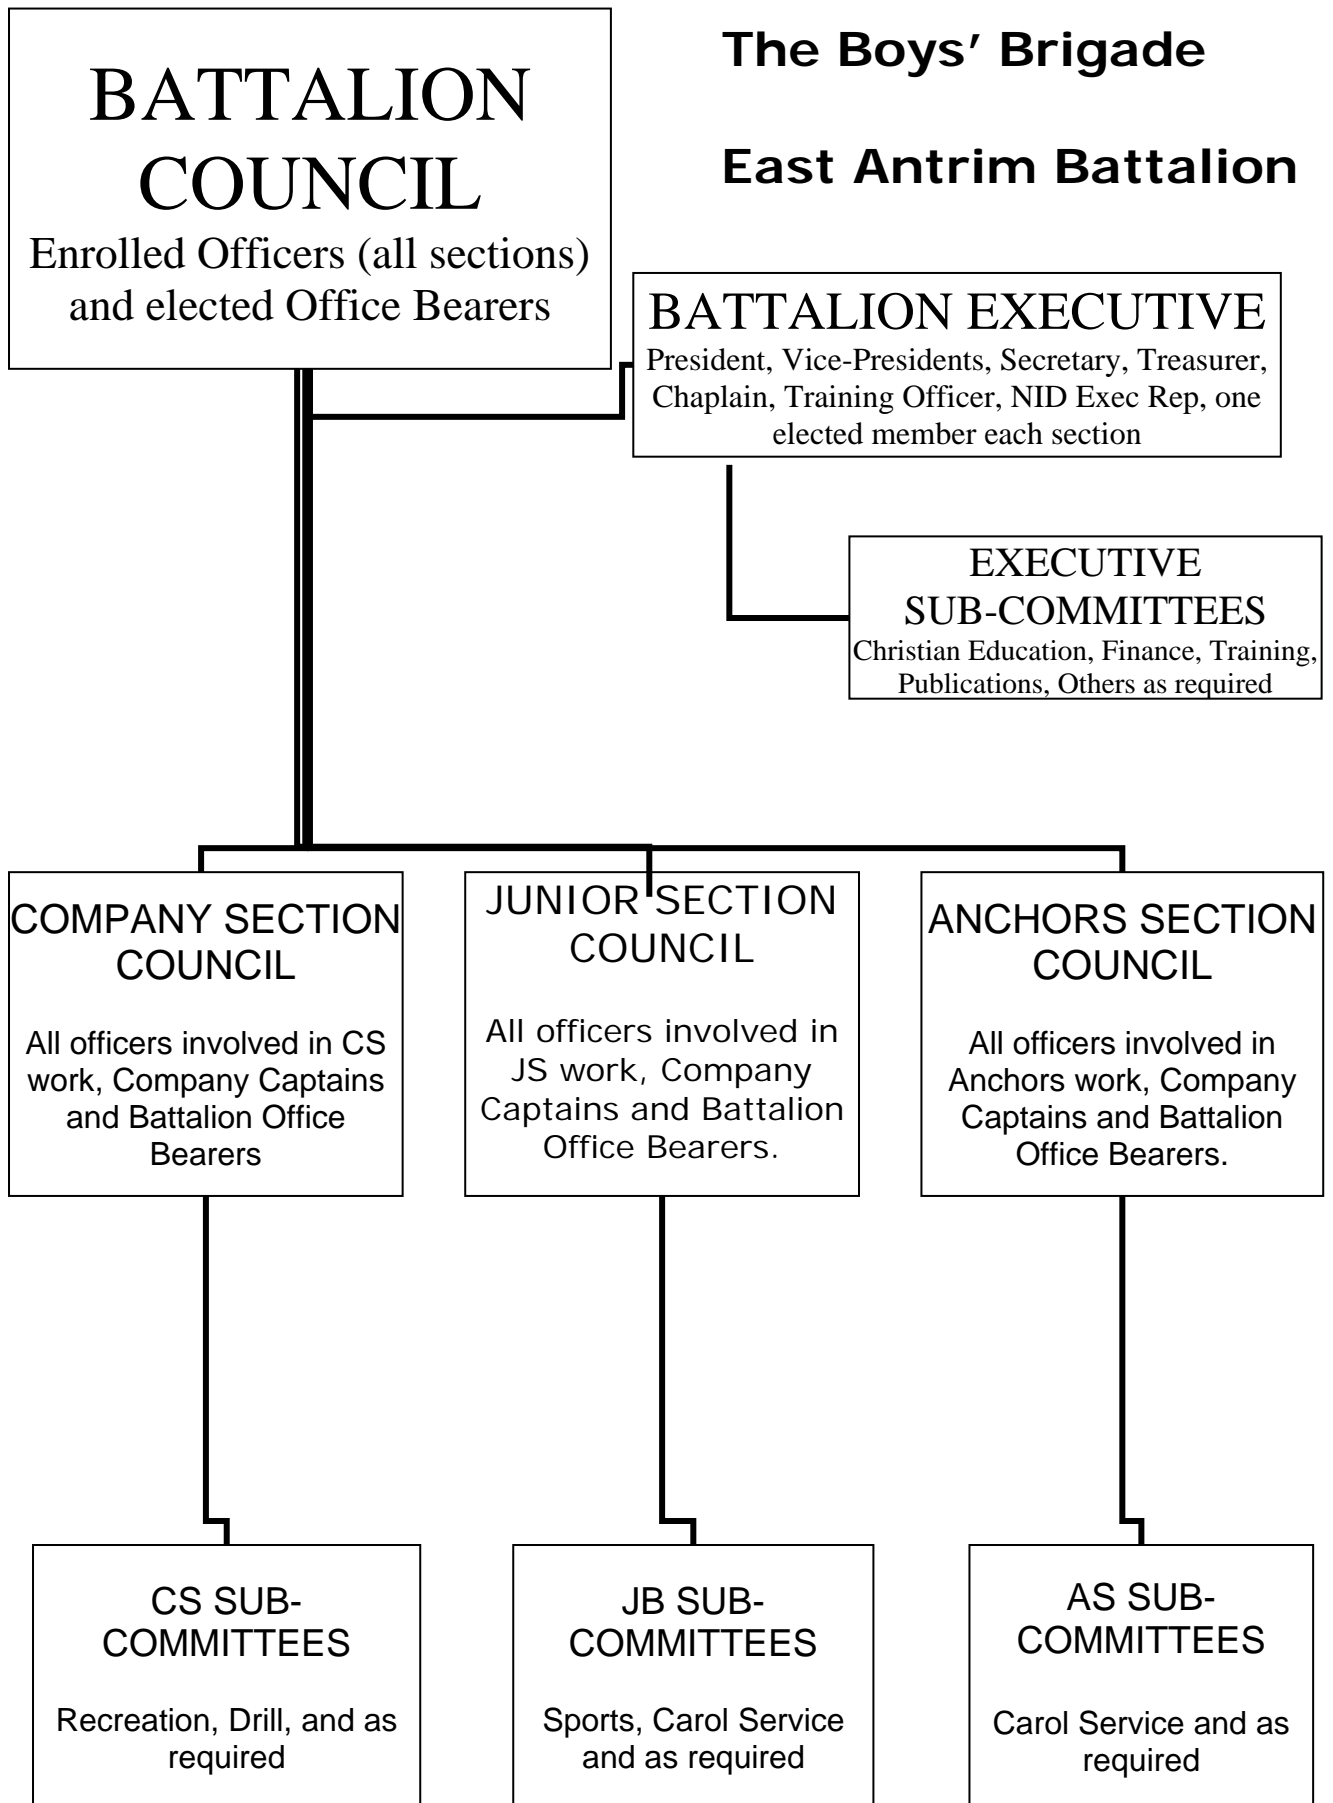 The Boys’ Brigade
East Antrim Battalion
BATTALION
COUNCIL
Enrolled Officers (all sections)
and elected Office Bearers
BATTALION EXECUTIVE
President, Vice-Presidents, Secretary, Treasurer,
Chaplain, Training Officer, NID Exec Rep, one
elected member each section
EXECUTIVE
SUB-COMMITTEES
Christian Education, Finance, Training,
Publications, Others as required
COMPANY SECTION
COUNCIL
All officers involved in CS
work, Company Captains
and Battalion Office
Bearers
JUNIOR SECTION
COUNCIL
All officers involved in
JS work, Company
Captains and Battalion
Office Bearers.
ANCHORS SECTION
COUNCIL
All officers involved in
Anchors work, Company
Captains and Battalion
Office Bearers.
CS SUB-
COMMITTEES
Recreation, Drill, and as
required
JB SUB-
COMMITTEES
Sports, Carol Service
and as required
AS SUB-
COMMITTEES
Carol Service and as
required